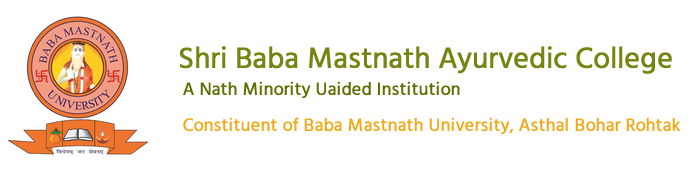 BABA MASTNATH
UNIVERSITY
Shri Baba Mastnath Ayurvedic College
A Nath Minority Uaided Institution
Constituent of Baba Mastnath University, Asthal Bohar Rohtak